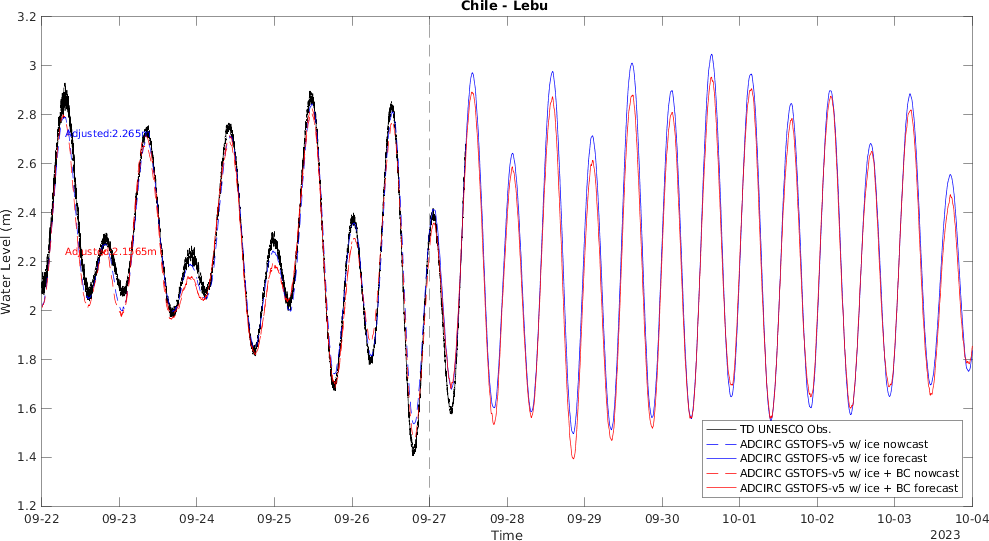 Chile - Lebu
3.2
3
2.8
2.6
2.4
2.2
2
1.8
1.6
1.4
1.2
Water Level (m)
Adjusted:2.265
Adjusted:2.1565m
TD UNESCO Obs.
ADCIRC GSTOFS-v5 w/ ice nowcast
ADCIRC GSTOFS-v5 w/ ice forecast
ADCIRC GSTOFS-v5 w/ ice + BC nowcast
ADCIRC GSTOFS-v5 w/ ice + BC forecast
09-22 09-23 09-24 09-25 09-26 09-27 09-28 09-29 09-30 10-01 10-02 10-03 10-04
Time
2023